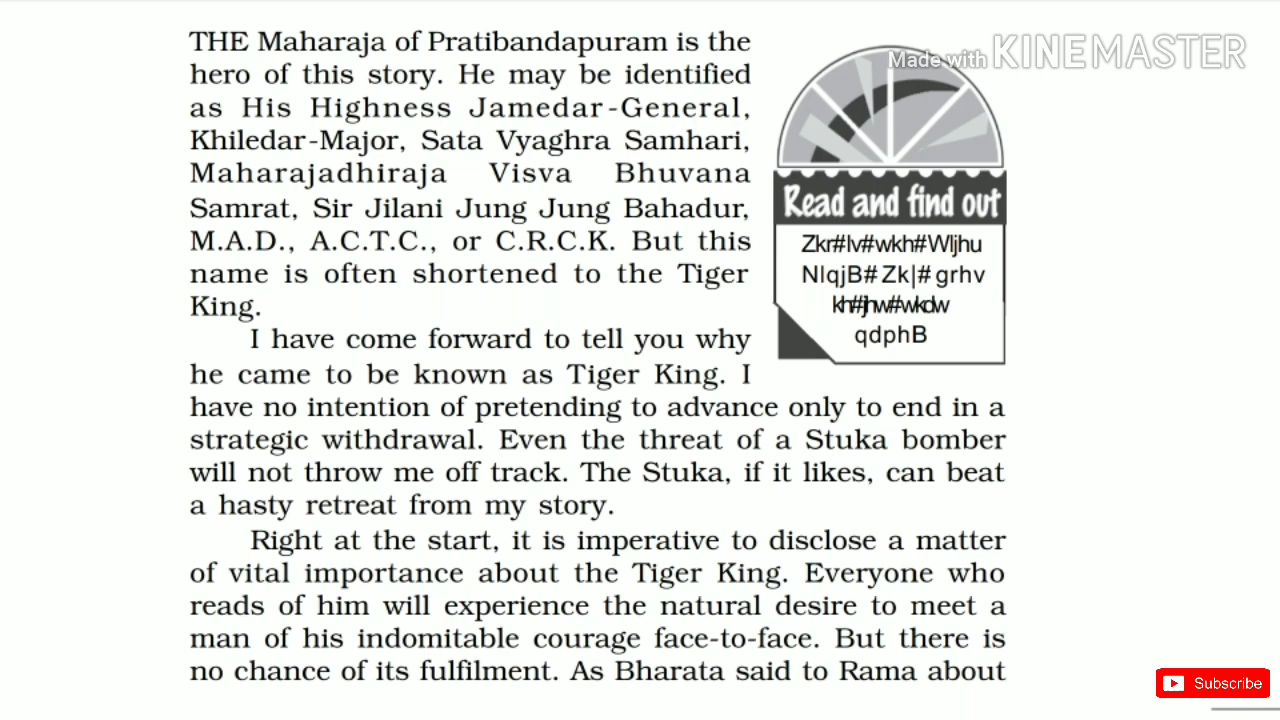 THE Maharaja of Pratibandapuram is the
hero of this story. He may be identified
as His Highness Jamedar-General,
Khiledar-Major, Sata Vyaghra Samhari,
Maharajadhiraja Visva Bhuvana
Samrat, Sir Jilani Jung Jung Bahadur,
M.A.D., A.C.T.C., or C.R.C.K. But this
name is often shortened to the Tiger
King.
I have come forward to tell you why
he came to be known as Tiger King. I
have no intention of pretending to advance only to end in a
strategic withdrawal. Even the threat of a Stuka bomber
will not throw me off track. The Stuka, if it likes, can beat
a hasty retreat from my story.
Right at the start, it is imperative to disclose a matter
of vital importance about the Tiger King. Everyone who
reads of him will experience the natural desire to meet a
man of his indomitable courage face-to-face. But there is
no chance of its fulfilment. As Bharata said to Rama about
Made with KINEMASTER
Read and find out
Zkr#lv#wkh#Wljhu
NlqjB# Zk|# grhv
kh#jhw#wkdw
qdphB
Subscribe